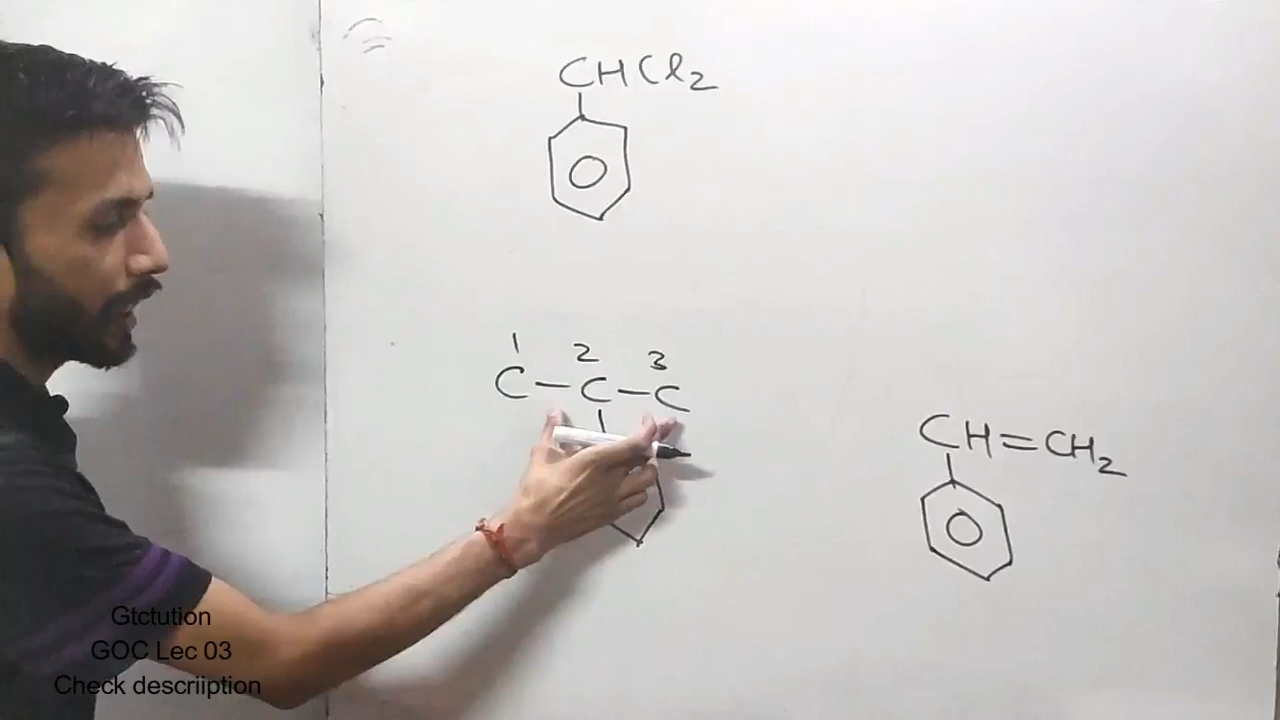 CHCl2
1 2 3
C-C-C
CH=CH2
Gtctution
GOC Lec 03
Check descriiption